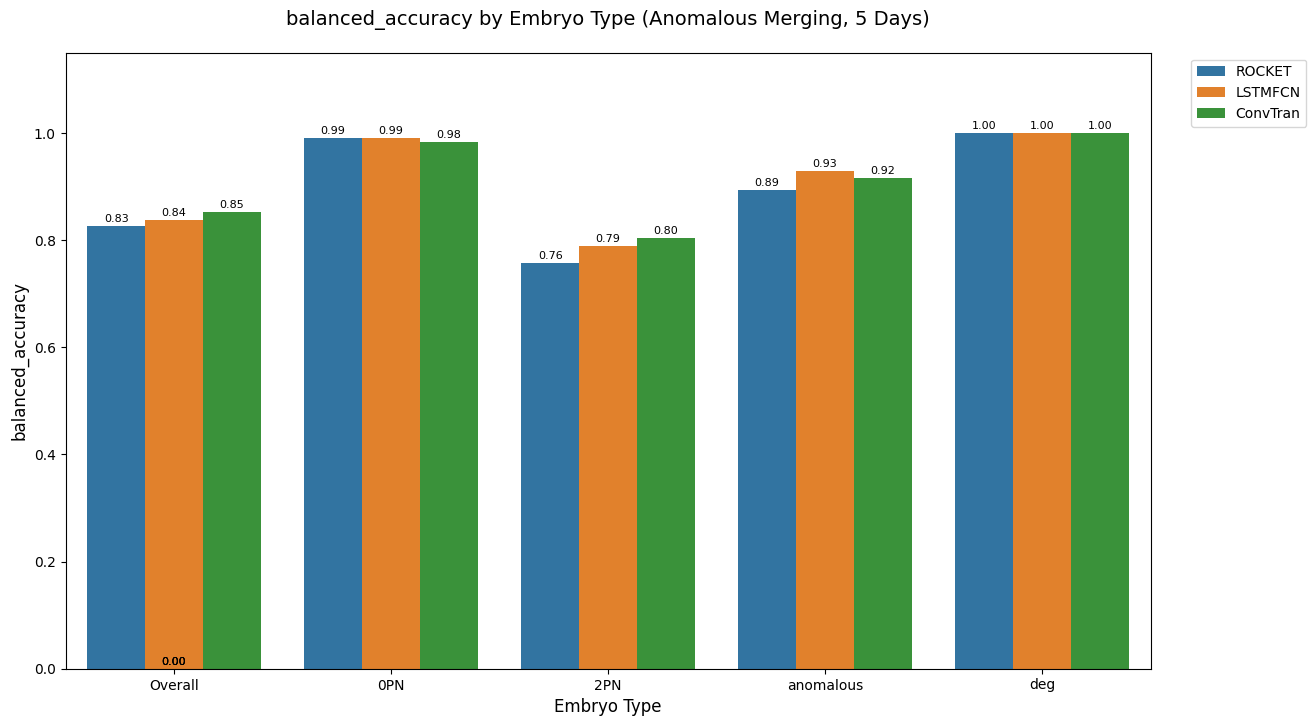 balanced_accuracy by Embryo Type (Anomalous Merging, 5 Days)
ROCKET
LSTMFCN
ConvTran
balanced_accuracy
1.0
0.8
0.6
0.4
0.2
0.0
0.83 0.84 0.85
0.99 0.99 0.98
0.76 0.79 0.80
0.89 0.93 0.92
1.00 1.00 1.00
0.00
Overall 0PN 2PN anomalous deg
Embryo Type